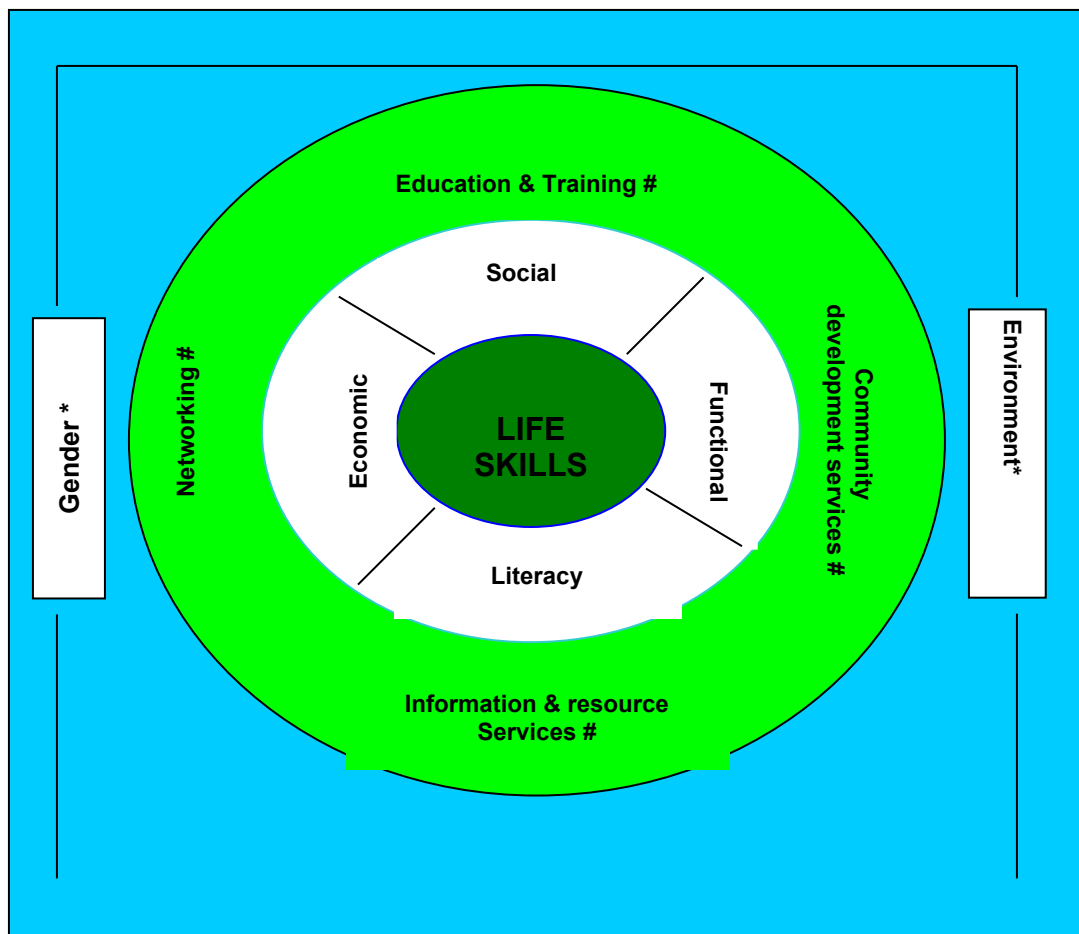 Education & Training #
Social
Networking #
Economic
LIFE
SKILLS
Functional
Community
development services #
Gender *
Environment*
Literacy
Information & resource
Services #